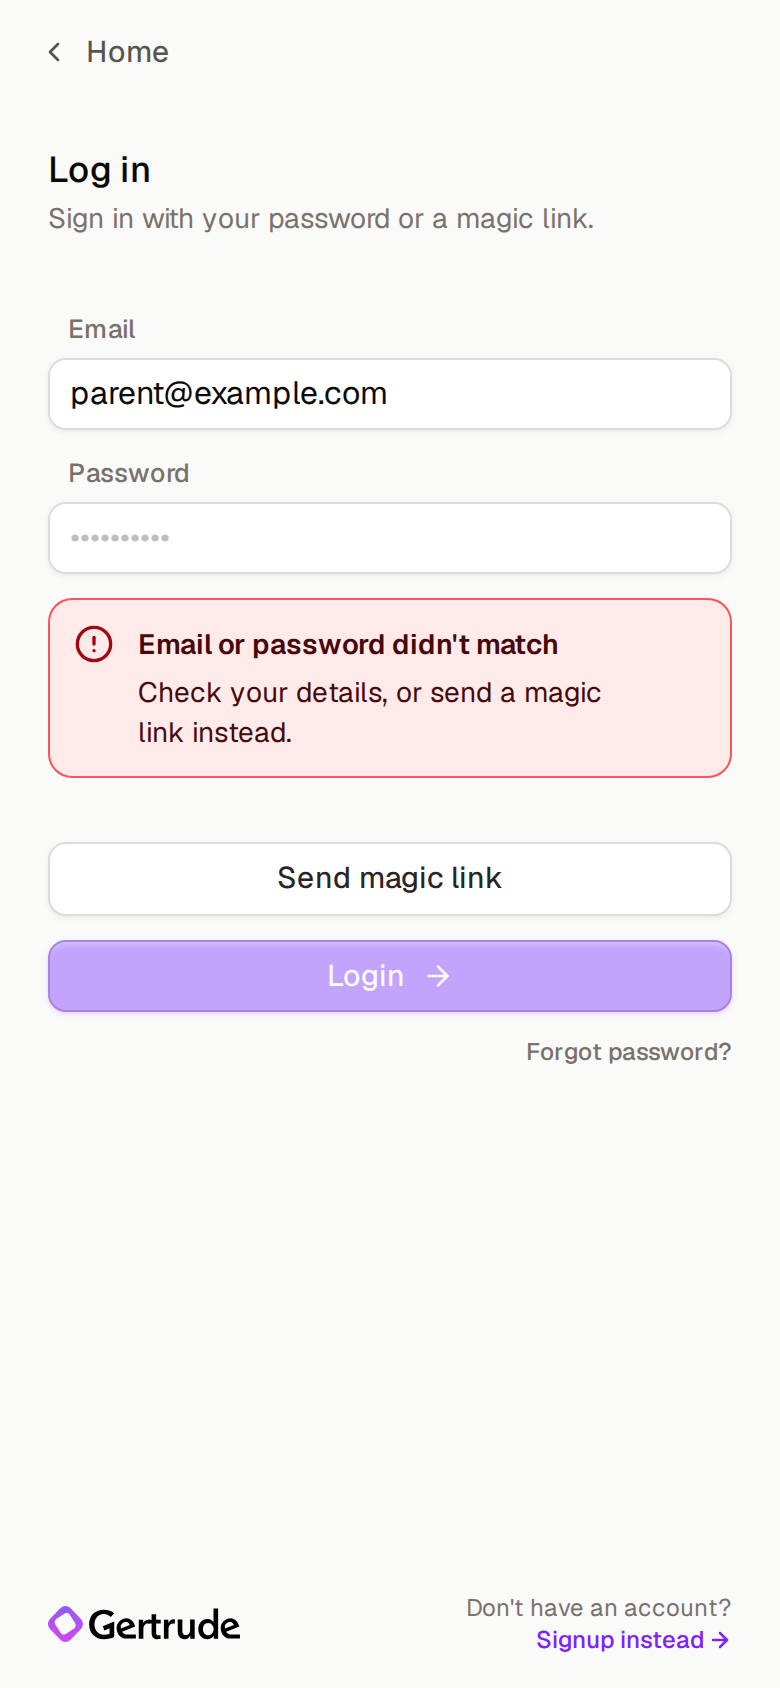 Home
Log in
Sign in with your password or a magic link.
Email
parent@example.com
Password
••••••••••
Email or password didn't match
Check your details, or send a magic
link instead.
Send magic link
Login
Forgot password?
Gertrude
Don't have an account?
Signup instead